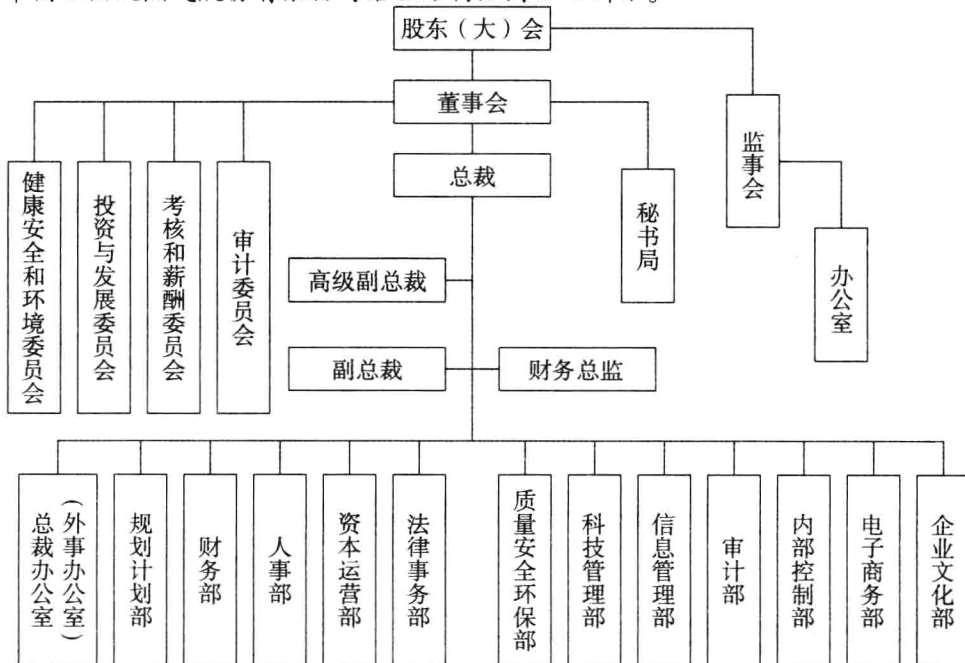 股东（大）会
董事会
总裁
监事会
秘书局
办公室
健康安全和环境委员会
投资与发展委员会
考核和薪酬委员会
审计委员会
高级副总裁
副总裁
财务总监
（外事办公室）
总裁办公室
规划计划部
财务部
人事部
资本运营部
法律事务部
质量安全环保部
科技管理部
信息管理部
审计部
内部控制部
电子商务部
企业文化部